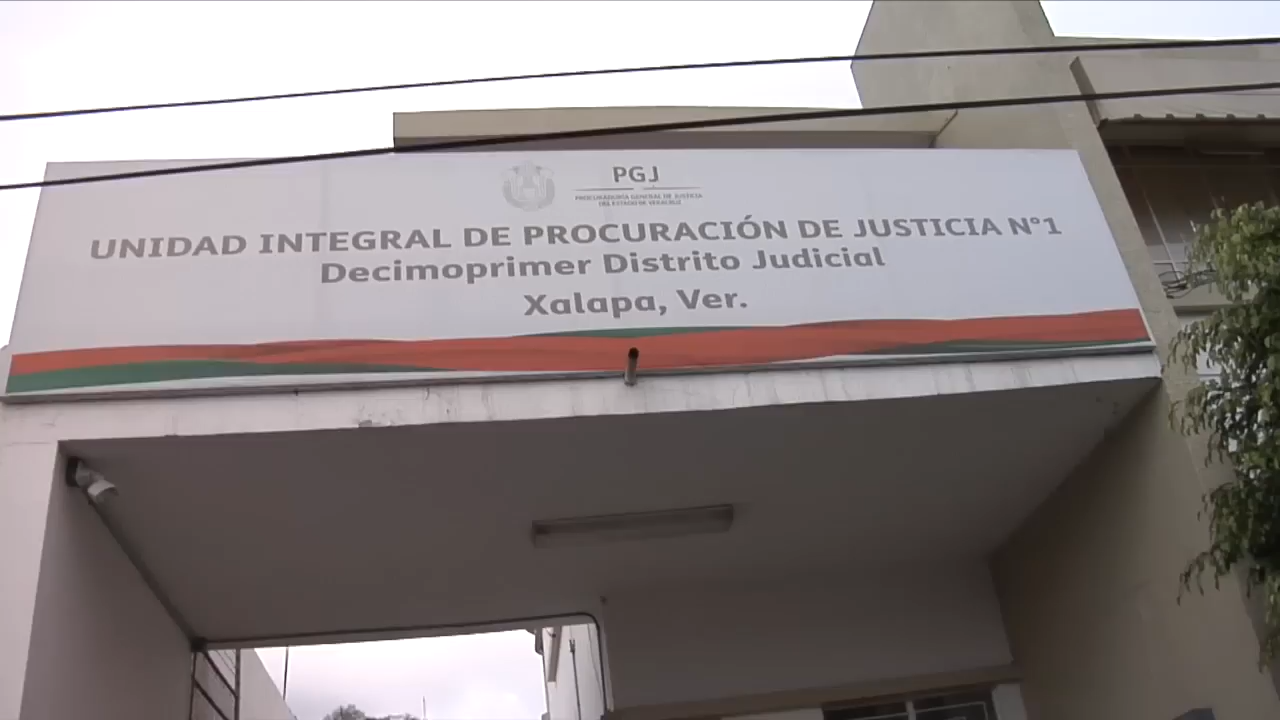 PGJ
PROCURADURÍA GENERAL DE JUSTICIA
DEL ESTADO DE VERACRUZ
UNIDAD INTEGRAL DE PROCURACIÓN DE JUSTICIA N°1
Decimoprimer Distrito Judicial
Xalapa, Ver.